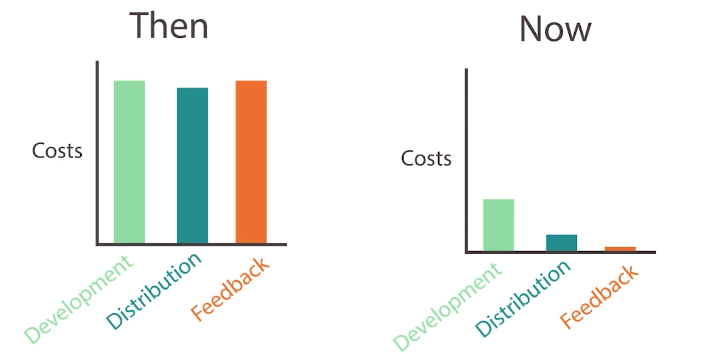 Then
Costs
Development
Distribution
Feedback
Now
Costs
Development
Distribution
Feedback